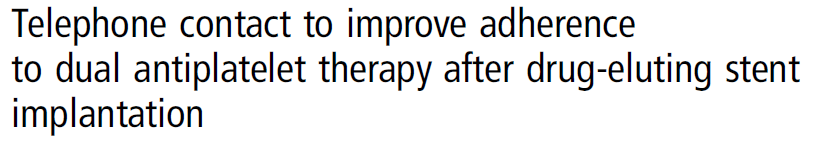 Telephone contact to improve adherence
to dual antiplatelet therapy after drug-eluting stent
implantation